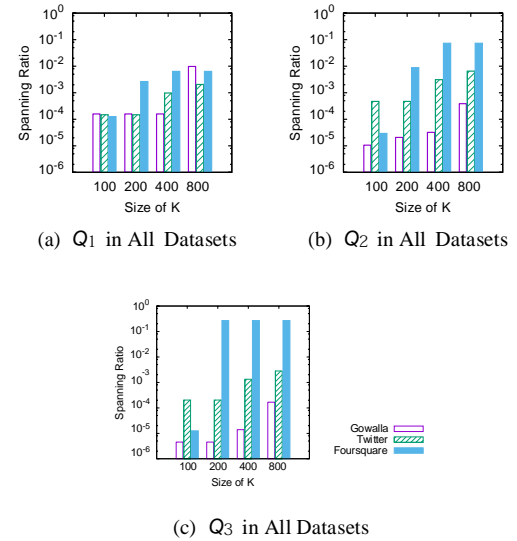 10^0
10^-1
10^-2
10^-3
10^-4
10^-5
10^-6
Spanning Ratio
100 200 400 800
Size of K
(a) Q1 in All Datasets
10^0
10^-1
10^-2
10^-3
10^-4
10^-5
10^-6
Spanning Ratio
100 200 400 800
Size of K
(b) Q2 in All Datasets
10^0
10^-1
10^-2
10^-3
10^-4
10^-5
10^-6
Spanning Ratio
100 200 400 800
Size of K
Gowalla
Twitter
Foursquare
(c) Q3 in All Datasets